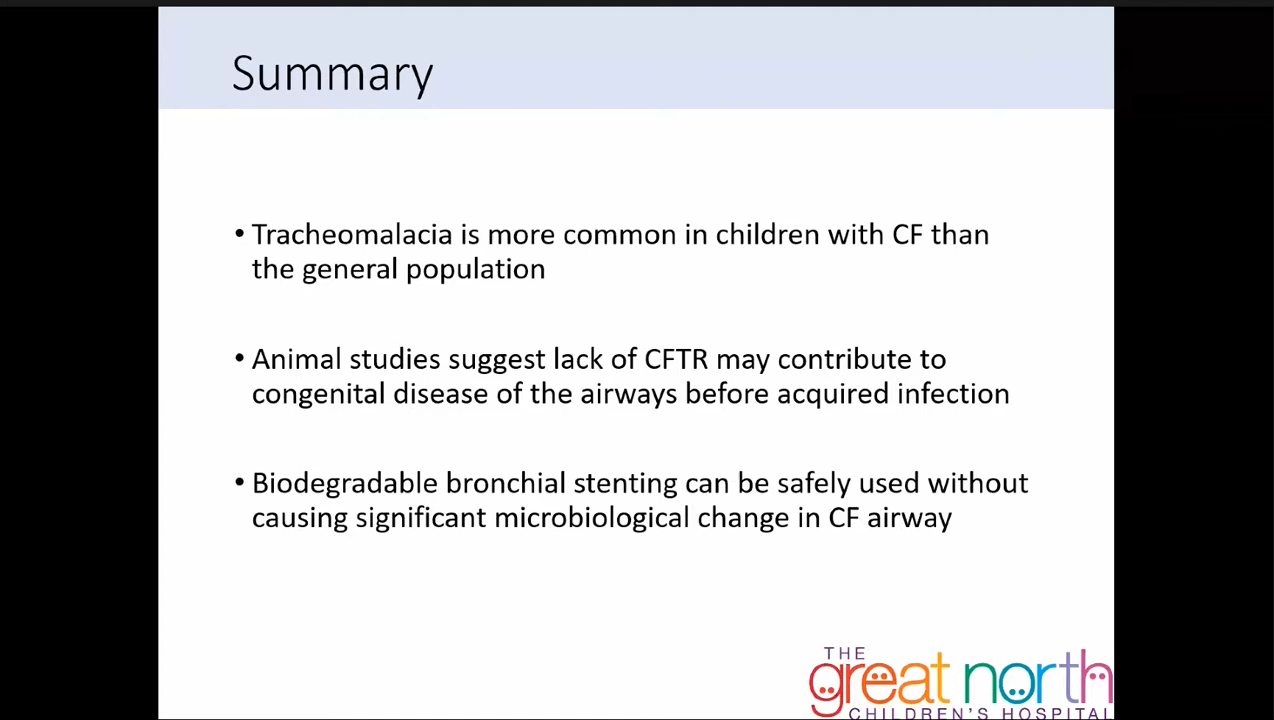 Summary
• Tracheomalacia is more common in children with CF than
the general population
• Animal studies suggest lack of CFTR may contribute to
congenital disease of the airways before acquired infection
• Biodegradable bronchial stenting can be safely used without
causing significant microbiological change in CF airway
THE
great north
CHILDREN'S HOSPITAL